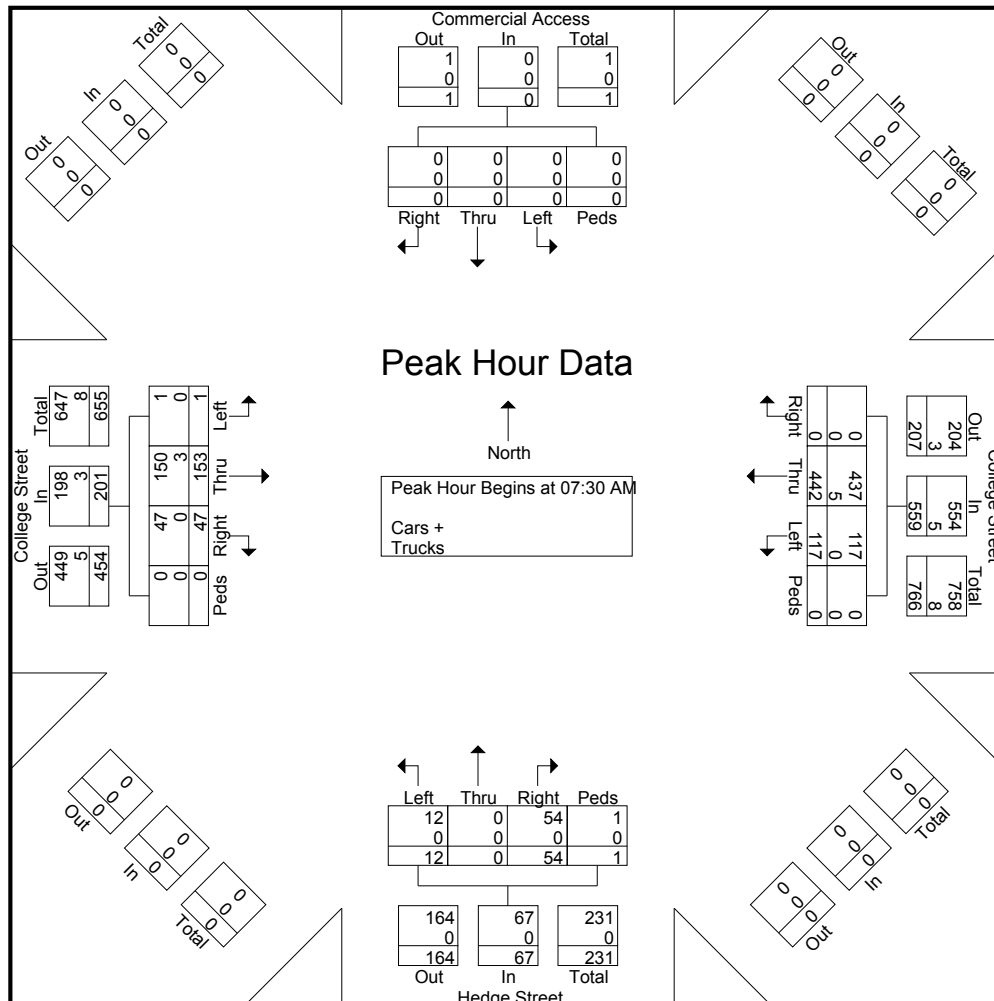 Commercial Access
Out In Total
1 0 1
0 0 0
1 0 1
0 0 0 0
0 0 0 0
0 0 0 0
Right Thru Left Peds
Total
0
0
0
In
0
0
0
Out
0
0
0
Out
0
0
0
In
0
0
0
Total
0
0
0
Peak Hour Data
North
Peak Hour Begins at 07:30 AM
Cars +
Trucks
College Street
Total In Out
647 198 449
8 3 5
655 201 454
1 150 47 0
0 3 0 0
1 153 47 0
Left Thru Right Peds
College Street
Out In Total
204 554 758
3 5 8
207 559 766
0 437 117 0
0 5 0 0
0 442 117 0
Right Thru Left Peds
Left Thru Right Peds
12 0 54 1
0 0 0 0
12 0 54 1
164 67 231
0 0 0
164 67 231
Out In Total
Hedge Street
Out
0
0
0
In
0
0
0
Total
0
0
0
Total
0
0
0
In
0
0
0
Out
0
0
0